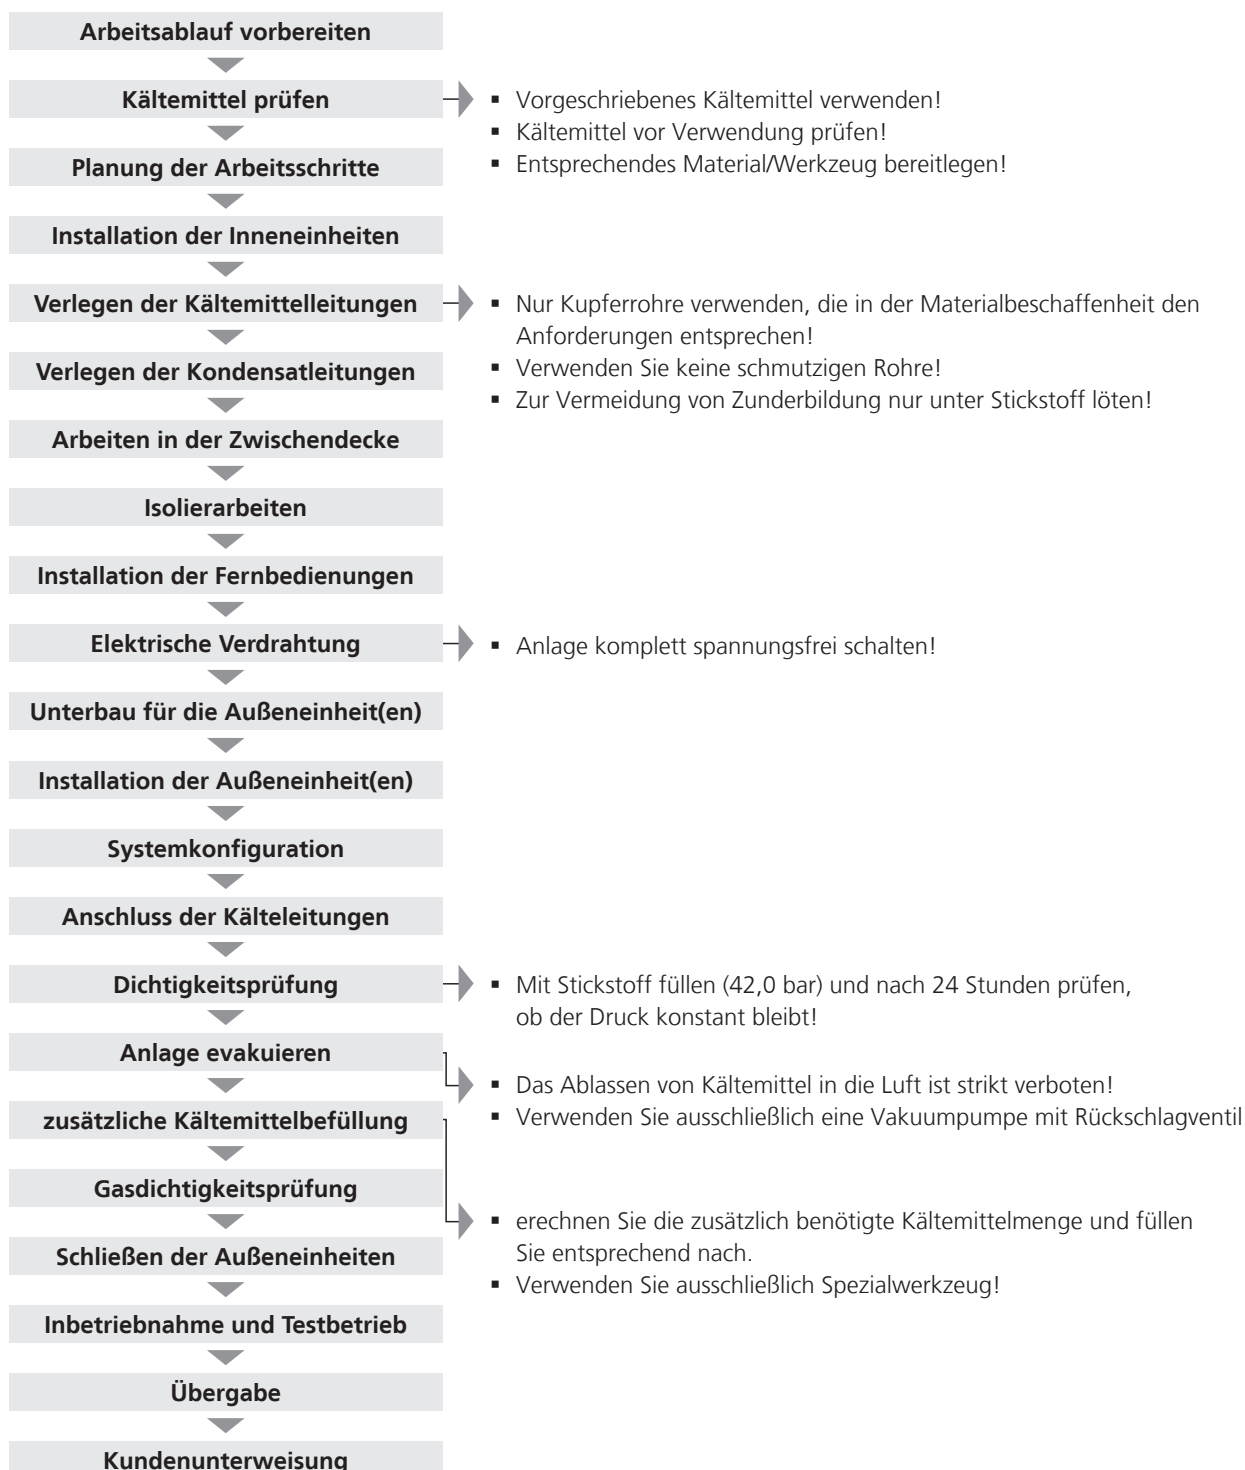 Arbeitsablauf vorbereiten
Kältemittel prüfen
▪ Vorgeschriebenes Kältemittel verwenden!
▪ Kältemittel vor Verwendung prüfen!
▪ Entsprechendes Material/Werkzeug bereitlegen!
Planung der Arbeitsschritte
Installation der Inneneinheiten
Verlegen der Kältemittelleitungen
▪ Nur Kupferrohre verwenden, die in der Materialbeschaffenheit den
Anforderungen entsprechen!
▪ Verwenden Sie keine schmutzigen Rohre!
▪ Zur Vermeidung von Zunderbildung nur unter Stickstoff löten!
Verlegen der Kondensatleitungen
Arbeiten in der Zwischendecke
Isolierarbeiten
Installation der Fernbedienungen
Elektrische Verdrahtung
▪ Anlage komplett spannungsfrei schalten!
Unterbau für die Außeneinheit(en)
Installation der Außeneinheit(en)
Systemkonfiguration
Anschluss der Kälteleitungen
Dichtigkeitsprüfung
▪ Mit Stickstoff füllen (42,0 bar) und nach 24 Stunden prüfen,
ob der Druck konstant bleibt!
Anlage evakuieren
▪ Das Ablassen von Kältemittel in die Luft ist strikt verboten!
▪ Verwenden Sie ausschließlich eine Vakuumpumpe mit Rückschlagventil
zusätzliche Kältemittelbefüllung
▪ erechnen Sie die zusätzlich benötigte Kältemittelmenge und füllen
Sie entsprechend nach.
▪ Verwenden Sie ausschließlich Spezialwerkzeug!
Gasdichtigkeitsprüfung
Schließen der Außeneinheiten
Inbetriebnahme und Testbetrieb
Übergabe
Kundenunterweisung